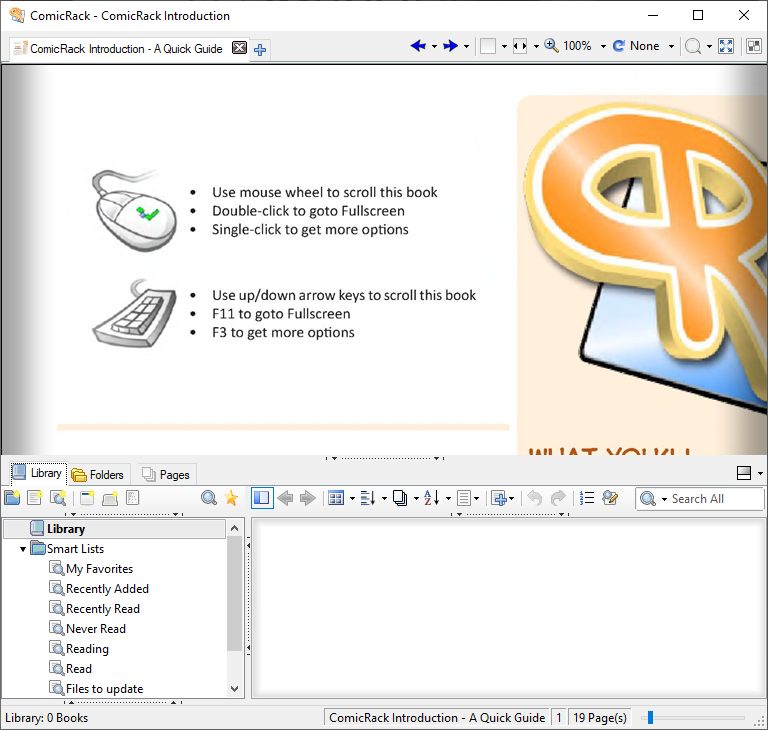 ComicRack - ComicRack Introduction
ComicRack Introduction - A Quick Guide
100%
None
• Use mouse wheel to scroll this book
• Double-click to goto Fullscreen
• Single-click to get more options
• Use up/down arrow keys to scroll this book
• F11 to goto Fullscreen
• F3 to get more options
Library
Folders
Pages
Search All
Library
Smart Lists
My Favorites
Recently Added
Recently Read
Never Read
Reading
Read
Files to update
Library: 0 Books
ComicRack Introduction - A Quick Guide
1
19 Page(s)